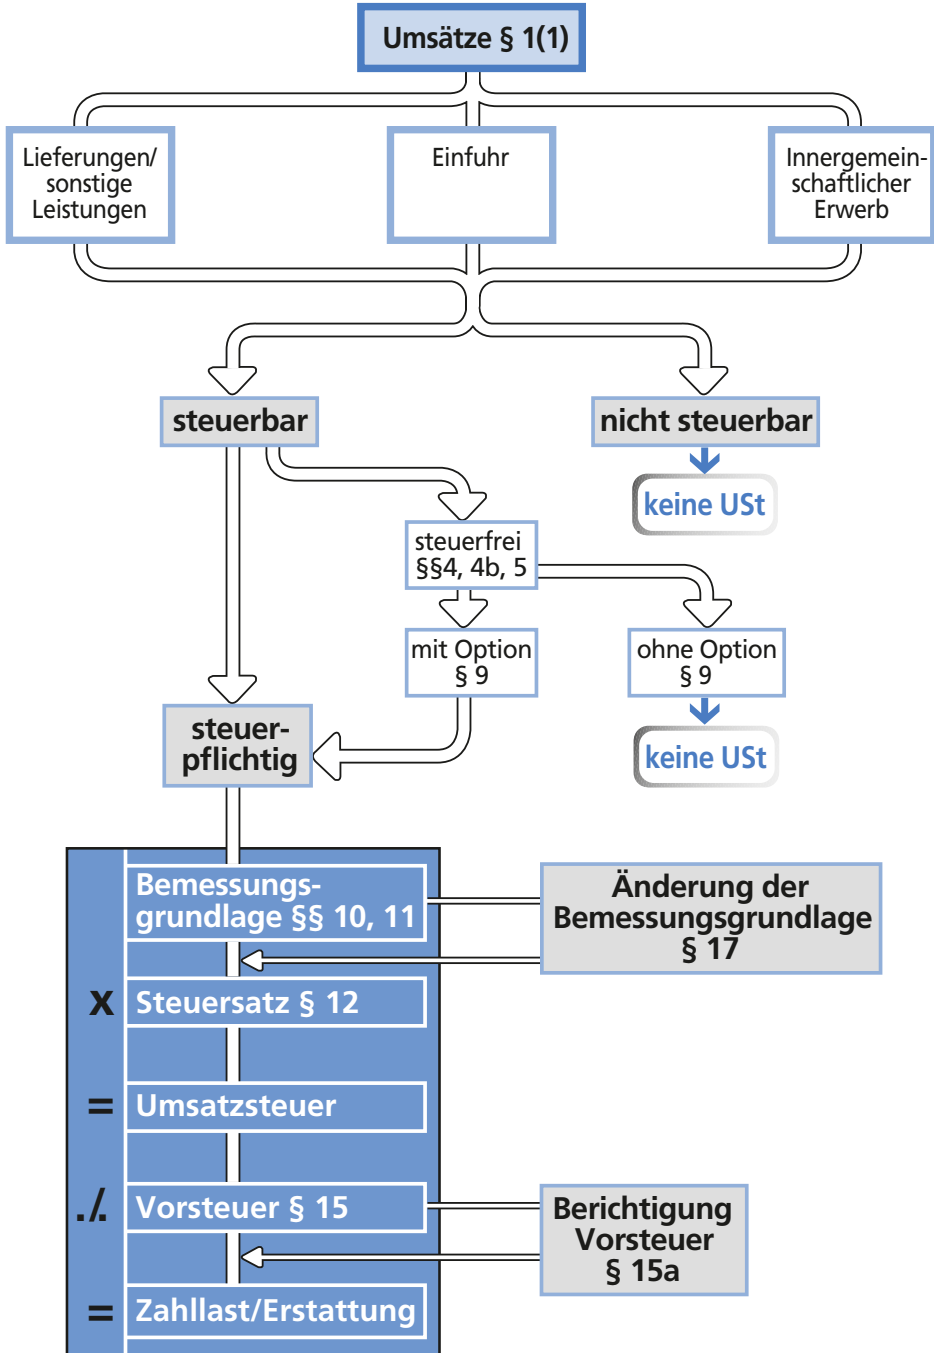 Umsätze § 1(1)
Lieferungen/
sonstige
Leistungen
Einfuhr
Innergemein-
schaftlicher
Erwerb
steuerbar
nicht steuerbar
keine USt
steuerfrei
§§4, 4b, 5
mit Option
§ 9
ohne Option
§ 9
keine USt
steuer-
pflichtig
Bemessungs-
grundlage §§ 10, 11
Änderung der
Bemessungsgrundlage
§ 17
x Steuersatz § 12
= Umsatzsteuer
./. Vorsteuer § 15
Berichtigung
Vorsteuer
§ 15a
= Zahllast/Erstattung